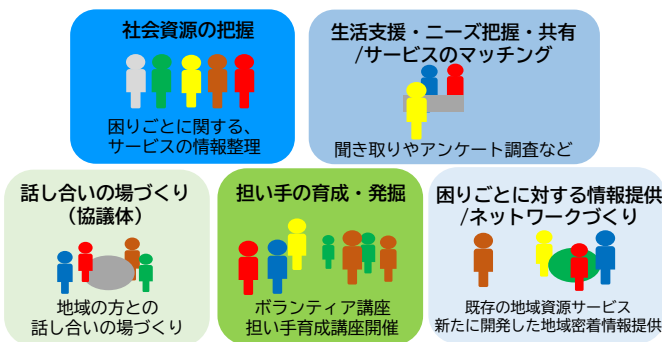 社会資源の把握
困りごとに関する、
サービスの情報整理
生活支援・ニーズ把握・共有
/サービスのマッチング
聞き取りやアンケート調査など
話し合いの場づくり
（協議体）
地域の方との
話し合いの場づくり
担い手の育成・発掘
ボランティア講座
担い手育成講座開催
困りごとに対する情報提供
/ネットワークづくり
既存の地域資源サービス
新たに開発した地域密着情報提供